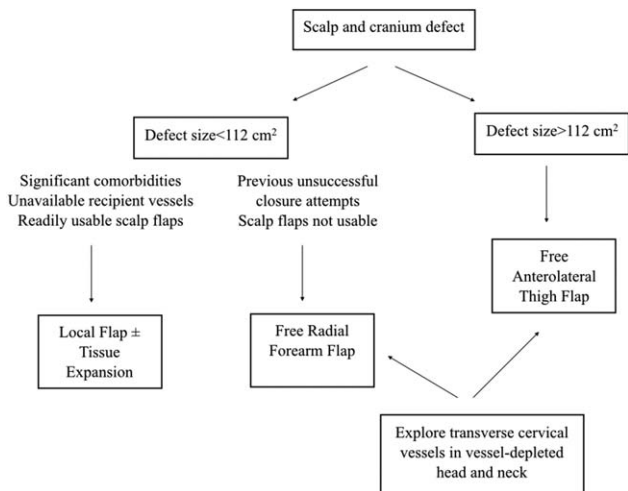 Scalp and cranium defect
Defect size<112 cm²
Defect size>112 cm²
Significant comorbidities
Unavailable recipient vessels
Readily usable scalp flaps
Previous unsuccessful
closure attempts
Scalp flaps not usable
Free
Anterolateral
Thigh Flap
Local Flap ±
Tissue
Expansion
Free Radial
Forearm Flap
Explore transverse cervical
vessels in vessel-depleted
head and neck